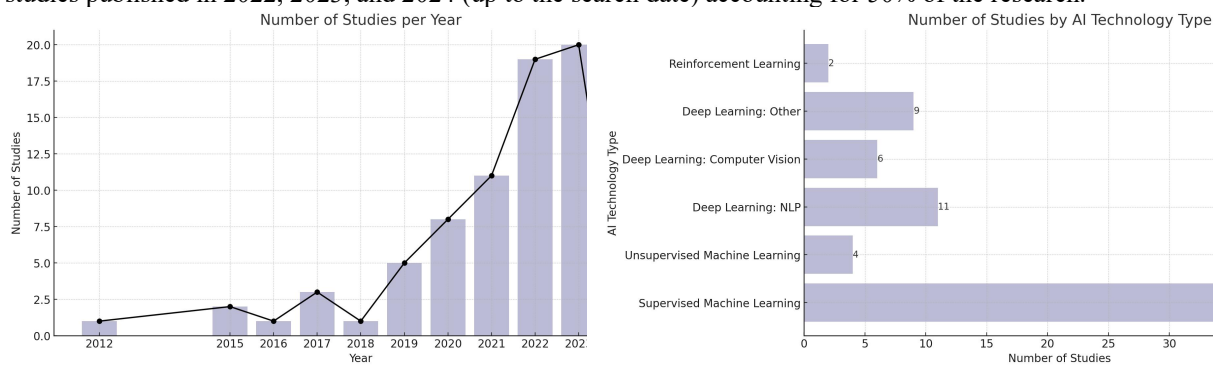 studies published in 2022, 2023, and 2024 (up to the search date) accounting for 50% of the research.
Number of Studies per Year
20.0
17.5
15.0
12.5
10.0
7.5
5.0
2.5
0.0
Number of Studies
2012 2015 2016 2017 2018 2019 2020 2021 2022 202
Year
Number of Studies by AI Technology Type
AI Technology Type
Reinforcement Learning 2
Deep Learning: Other 9
Deep Learning: Computer Vision 6
Deep Learning: NLP 11
Unsupervised Machine Learning 4
Supervised Machine Learning
0 5 10 15 20 25 30
Number of Studies